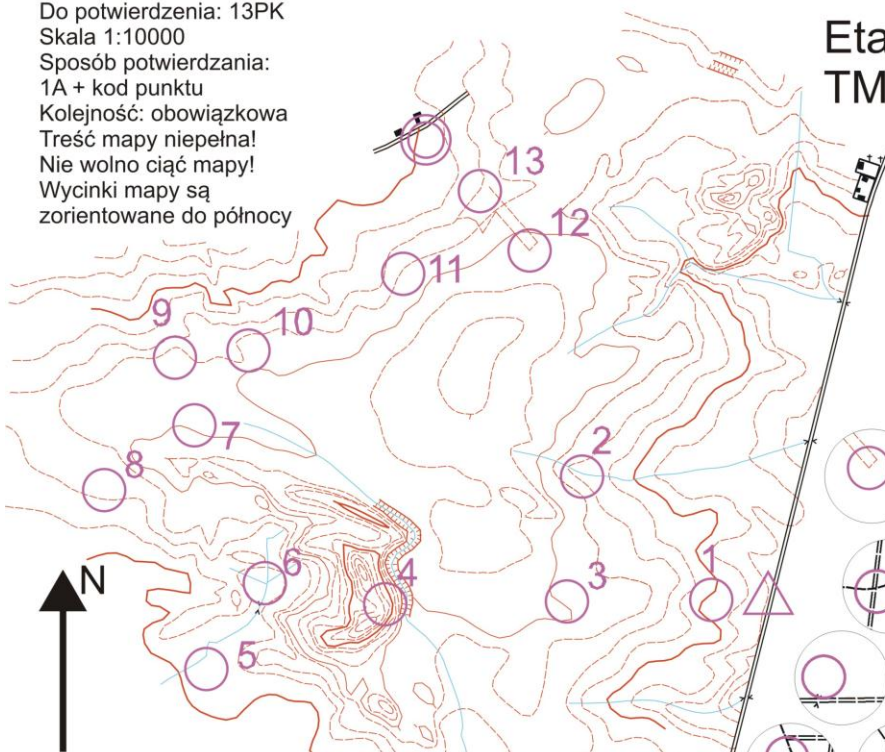 Do potwierdzenia: 13PK
Skala 1:10000
Sposób potwierdzania:
1A + kod punktu
Kolejność: obowiązkowa
Treść mapy niepełna!
Nie wolno ciąć mapy!
Wycinki mapy są
zorientowane do północy
Eta
TM
13
12
11
9
10
7
2
8
6
4
3
1
5
N